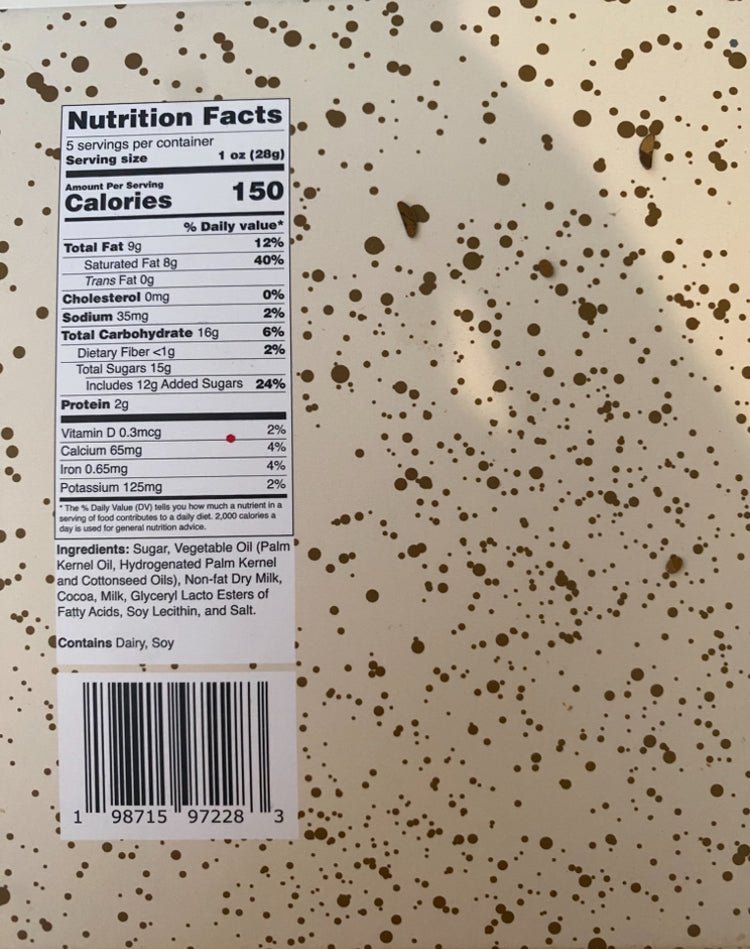 Nutrition Facts
5 servings per container
Serving size 1 oz (28g)
Amount Per Serving
Calories 150
% Daily value*
Total Fat 9g 12%
Saturated Fat 8g 40%
Trans Fat 0g
Cholesterol 0mg 0%
Sodium 35mg 2%
Total Carbohydrate 16g 6%
Dietary Fiber <1g 2%
Total Sugars 15g
Includes 12g Added Sugars 24%
Protein 2g
Vitamin D 0.3mcg 2%
Calcium 65mg 4%
Iron 0.65mg 4%
Potassium 125mg 2%
* The % Daily Value (DV) tells you how much a nutrient in a
serving of food contributes to a daily diet. 2,000 calories a
day is used for general nutrition advice.
Ingredients: Sugar, Vegetable Oil (Palm
Kernel Oil, Hydrogenated Palm Kernel
and Cottonseed Oils), Non-fat Dry Milk,
Cocoa, Milk, Glyceryl Lacto Esters of
Fatty Acids, Soy Lecithin, and Salt.
Contains Dairy, Soy
1 98715 97228 3